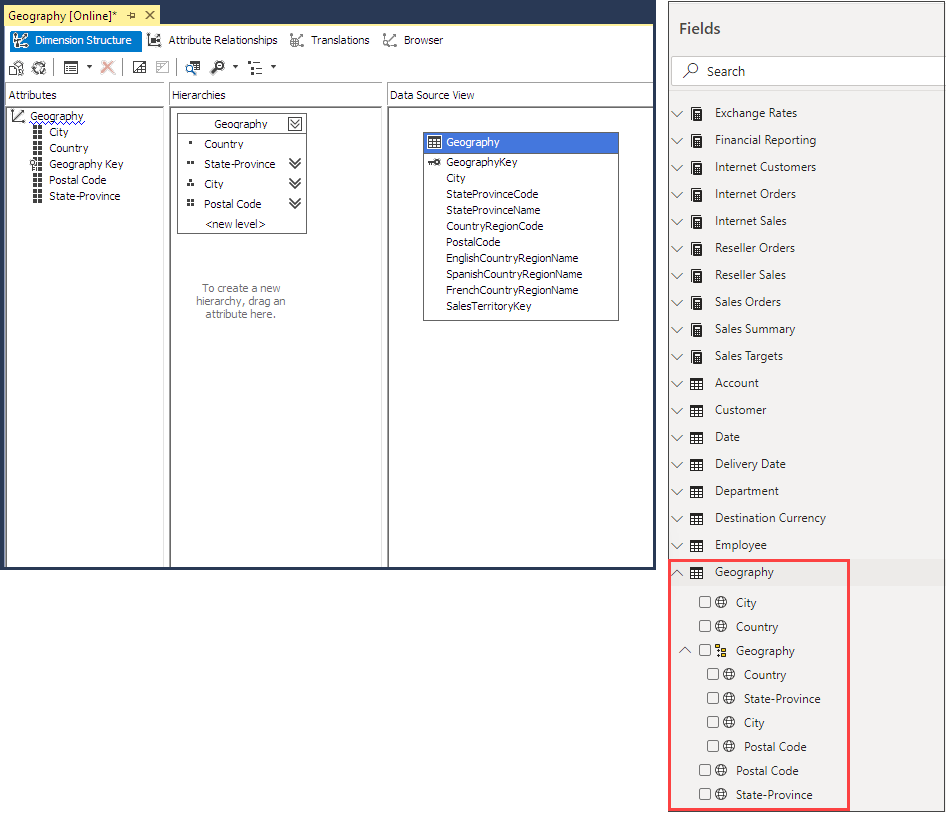 Geography [Online]*
Dimension Structure Attribute Relationships Translations Browser
Attributes
Geography
City
Country
Geography Key
Postal Code
State-Province
Hierarchies
Geography
Country
State-Province
City
Postal Code
<new level>
To create a new
hierarchy, drag an
attribute here.
Data Source View
Geography
GeographyKey
City
StateProvinceCode
StateProvinceName
CountryRegionCode
PostalCode
EnglishCountryRegionName
SpanishCountryRegionName
FrenchCountryRegionName
SalesTerritoryKey
Fields
Search
Exchange Rates
Financial Reporting
Internet Customers
Internet Orders
Internet Sales
Reseller Orders
Reseller Sales
Sales Orders
Sales Summary
Sales Targets
Account
Customer
Date
Delivery Date
Department
Destination Currency
Employee
Geography
City
Country
Geography
Country
State-Province
City
Postal Code
Postal Code
State-Province